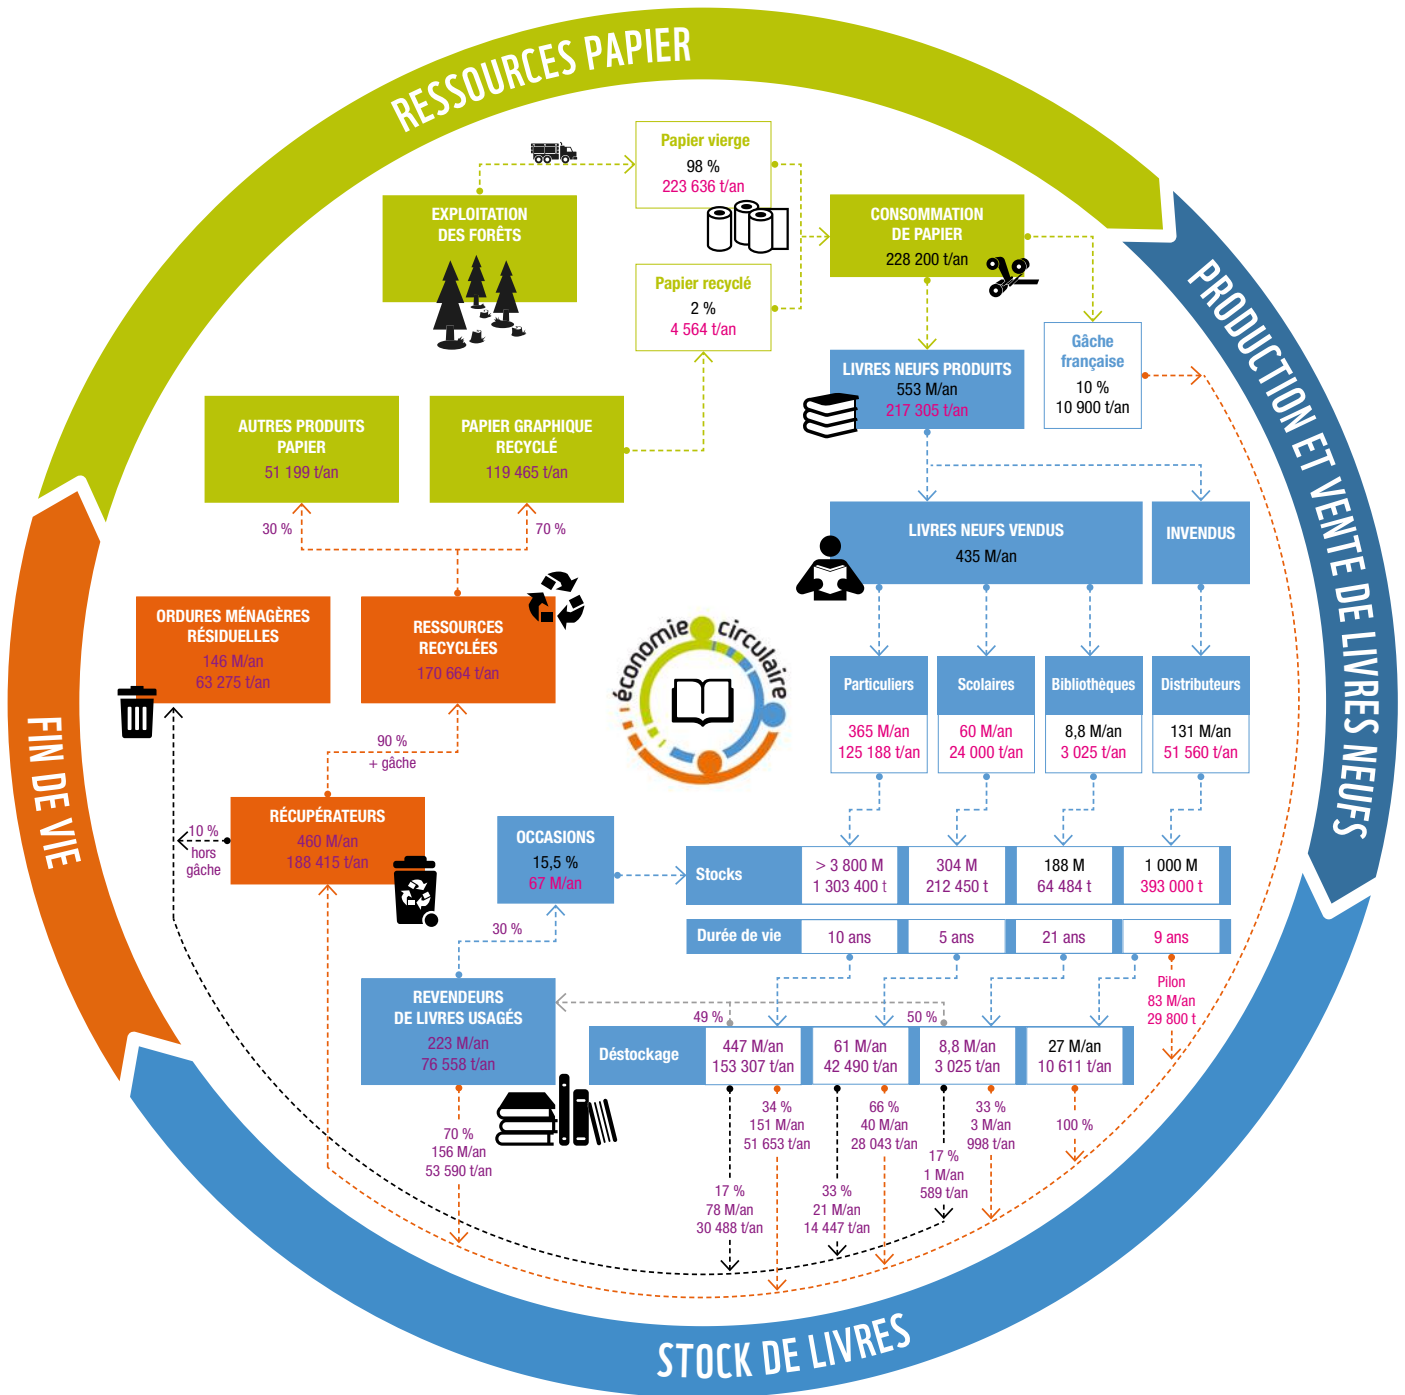 RESSOURCES PAPIER
PRODUCTION ET VENTE DE LIVRES NEUFS
STOCK DE LIVRES
FIN DE VIE
Papier vierge
98 %
223 636 t/an
EXPLOITATION
DES FORÊTS
CONSOMMATION
DE PAPIER
228 200 t/an
Papier recyclé
2 %
4 564 t/an
Gâche
française
10 %
10 900 t/an
LIVRES NEUFS PRODUITS
553 M/an
217 305 t/an
AUTRES PRODUITS
PAPIER
51 199 t/an
PAPIER GRAPHIQUE
RECYCLÉ
119 465 t/an
30 %
70 %
LIVRES NEUFS VENDUS
435 M/an
INVENDUS
ORDURES MÉNAGÈRES
RÉSIDUELLES
146 M/an
63 275 t/an
RESSOURCES
RECYCLÉES
170 664 t/an
économie circulaire
Particuliers
365 M/an
125 188 t/an
Scolaires
60 M/an
24 000 t/an
Bibliothèques
8,8 M/an
3 025 t/an
Distributeurs
131 M/an
51 560 t/an
90 %
+ gâche
RÉCUPÉRATEURS
460 M/an
188 415 t/an
10 %
hors
gâche
OCCASIONS
15,5 %
67 M/an
Stocks
> 3 800 M
1 303 400 t
304 M
212 450 t
188 M
64 484 t
1 000 M
393 000 t
Durée de vie
10 ans
5 ans
21 ans
9 ans
30 %
Pilon
83 M/an
29 800 t
REVENDEURS
DE LIVRES USAGÉS
223 M/an
76 558 t/an
49 %
50 %
Déstockage
447 M/an
153 307 t/an
61 M/an
42 490 t/an
8,8 M/an
3 025 t/an
27 M/an
10 611 t/an
70 %
156 M/an
53 590 t/an
34 %
151 M/an
51 653 t/an
66 %
40 M/an
28 043 t/an
33 %
3 M/an
998 t/an
100 %
17 %
78 M/an
30 488 t/an
33 %
21 M/an
14 447 t/an
17 %
1 M/an
589 t/an